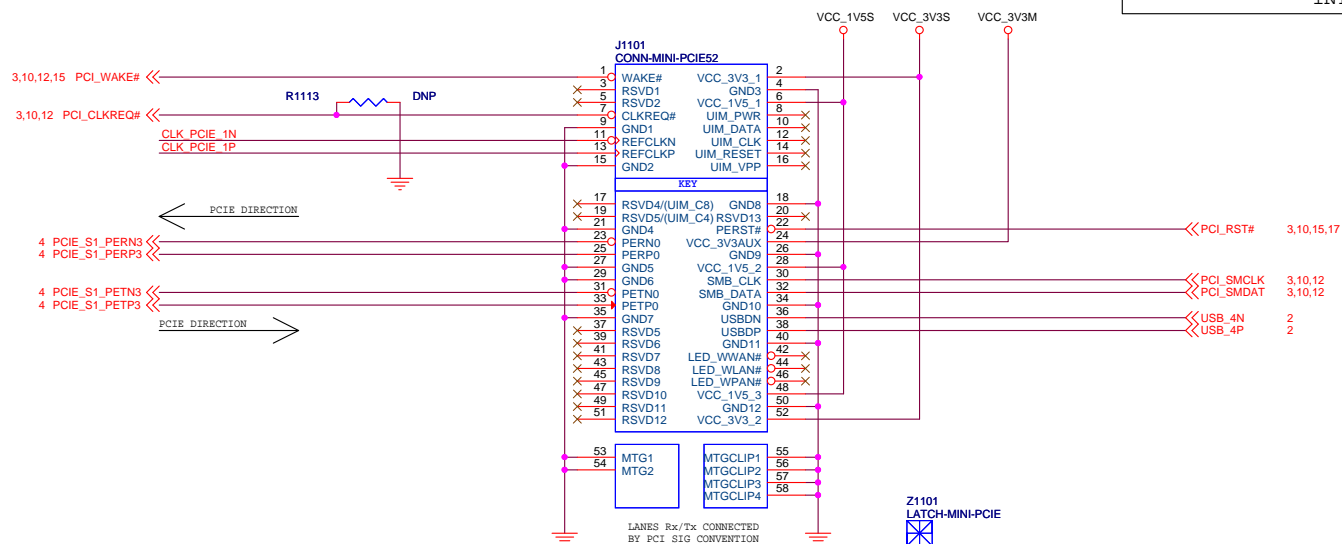 INI
VCC_1V5S VCC_3V3S VCC_3V3M
J1101
CONN-MINI-PCIE52
3,10,12,15 PCI_WAKE# 1 WAKE# VCC_3V3_1 2
3 RSVD1 GND3 4
R1113 DNP 5 RSVD2 VCC_1V5_1 6
3,10,12 PCI_CLKREQ# 7 CLKREQ# UIM_PWR 8
9 GND1 UIM_DATA 10
CLK_PCIE_1N 11 REFCLKN UIM_CLK 12
CLK_PCIE_1P 13 REFCLKP UIM_RESET 14
15 GND2 UIM_VPP 16
KEY
17 RSVD4/(UIM_C8) GND8 18
PCIE DIRECTION 19 RSVD5/(UIM_C4) RSVD13 20
21 GND4 PERST# 22 PCI_RST# 3,10,15,17
4 PCIE_S1_PERN3 23 PERN0 VCC_3V3AUX 24
4 PCIE_S1_PERP3 25 PERP0 GND9 26
27 GND5 VCC_1V5_2 28
29 GND6 SMB_CLK 30 PCI_SMCLK 3,10,12
4 PCIE_S1_PETN3 31 PETN0 SMB_DATA 32 PCI_SMDAT 3,10,12
4 PCIE_S1_PETP3 33 PETP0 GND10 34
35 GND7 USBDN 36 USB_4N 2
PCIE DIRECTION 37 RSVD5 USBDP 38 USB_4P 2
39 RSVD6 GND11 40
41 RSVD7 LED_WWAN# 42
43 RSVD8 LED_WLAN# 44
45 RSVD9 LED_WPAN# 46
47 RSVD10 VCC_1V5_3 48
49 RSVD11 GND12 50
51 RSVD12 VCC_3V3_2 52
53 MTG1 MTGCLIP1 55
54 MTG2 MTGCLIP2 56
MTGCLIP3 57
MTGCLIP4 58
Z1101
LATCH-MINI-PCIE
LANES Rx/Tx CONNECTED
BY PCI SIG CONVENTION